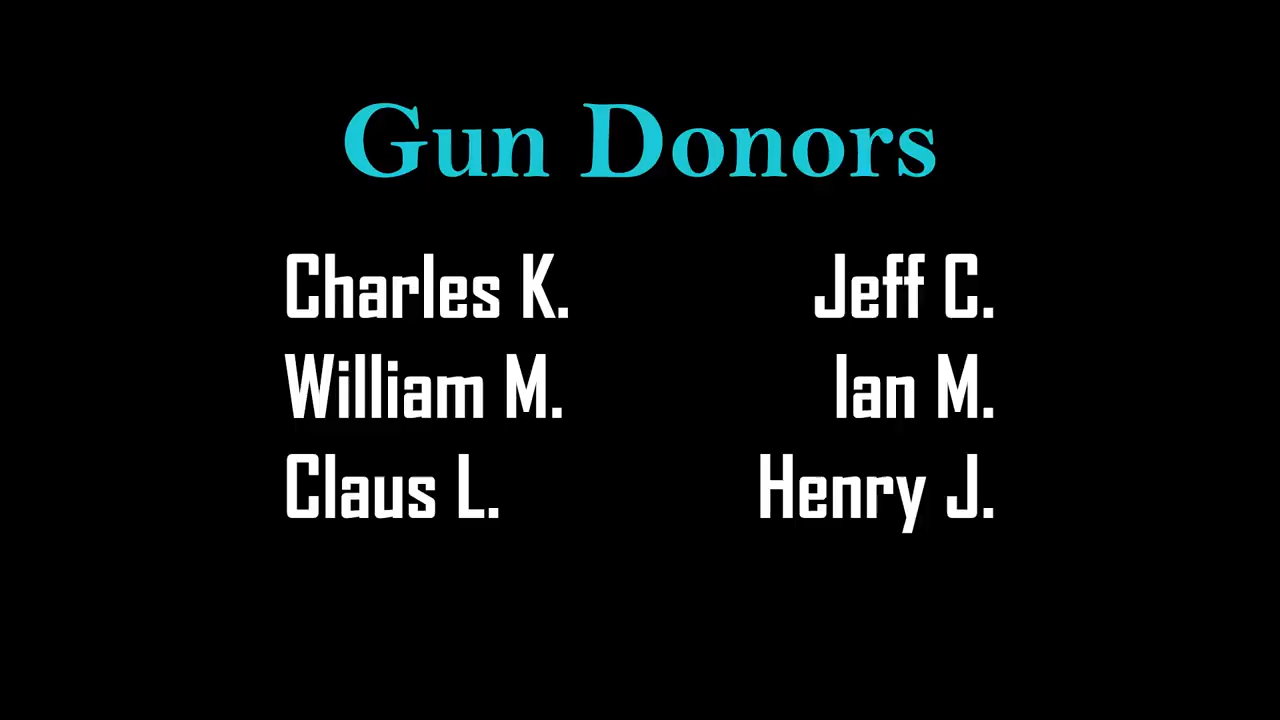 Gun Donors
Charles K. Jeff C.
William M. Ian M.
Claus L. Henry J.